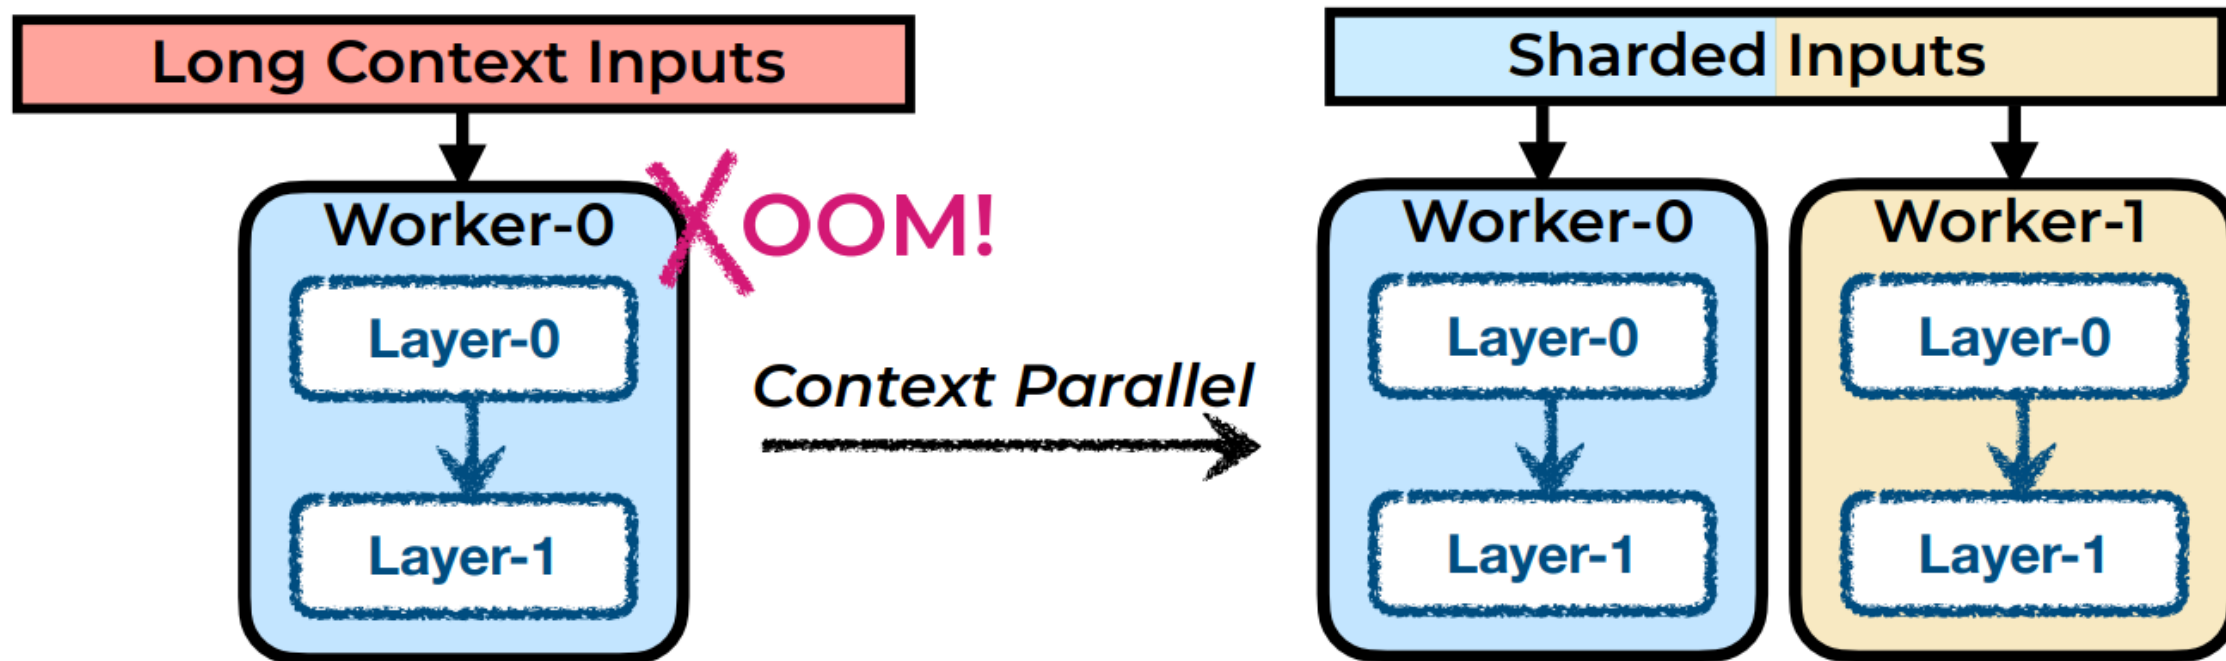 Long Context Inputs
Worker-0
OOM!
Layer-0
Layer-1
Context Parallel
Sharded Inputs
Worker-0
Layer-0
Layer-1
Worker-1
Layer-0
Layer-1